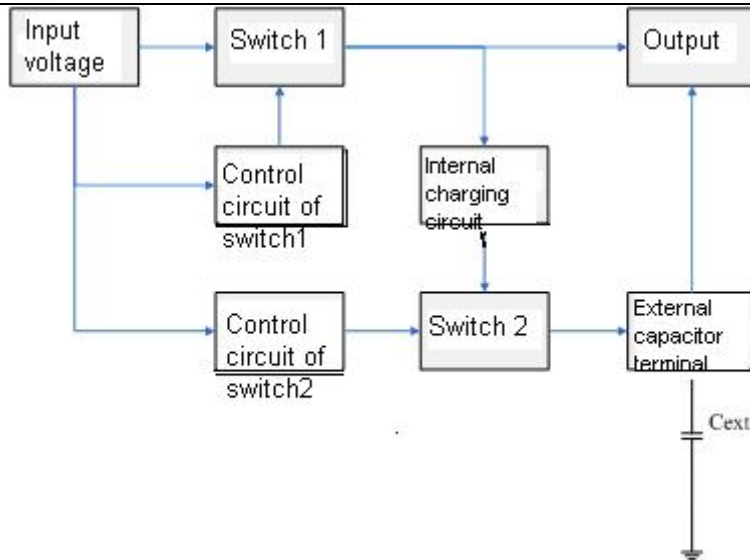 Input
voltage
Switch 1
Output
Control
circuit of
switch1
Internal
charging
circuit
Control
circuit of
switch2
Switch 2
External
capacitor
terminal
Cext